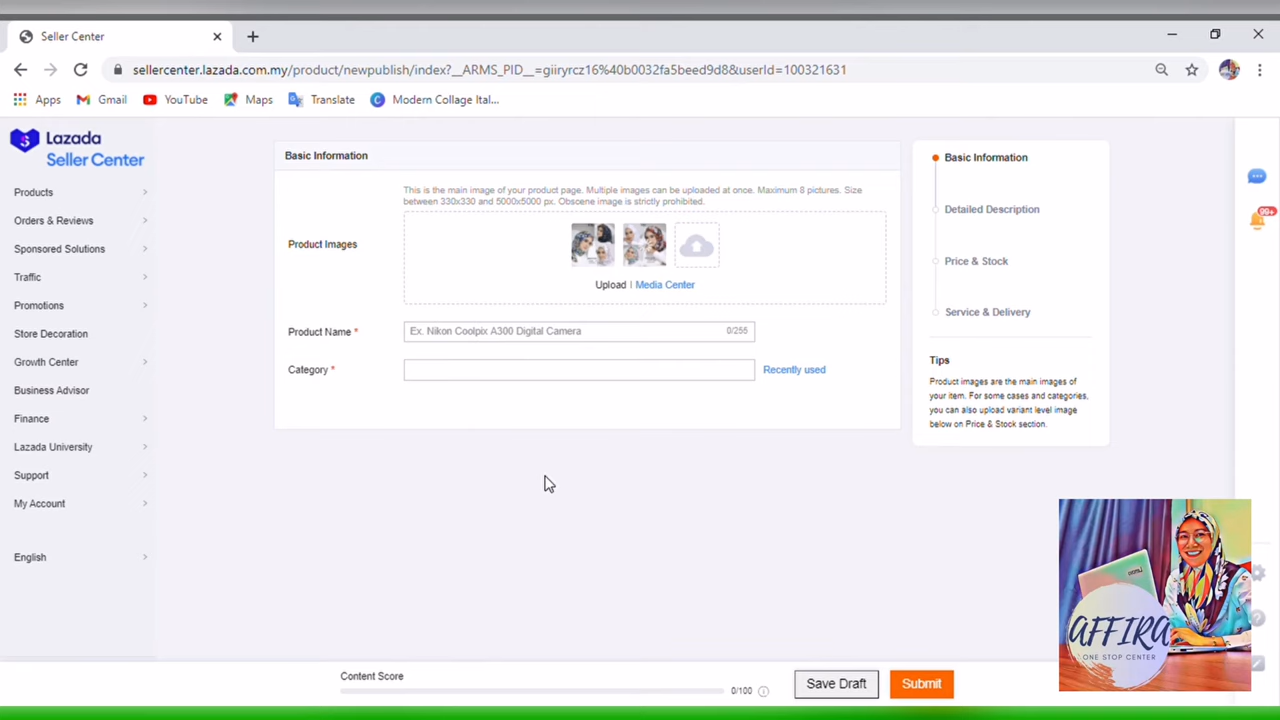 Seller Center
sellercenter.lazada.com.my/product/newpublish/index?__ARMS_PID__=giiryrcz16%40b0032fa5beed9d8&userId=100321631
Apps Gmail YouTube Maps Translate Modern Collage Ital...
Lazada
Seller Center
Products
Orders & Reviews
Sponsored Solutions
Traffic
Promotions
Store Decoration
Growth Center
Business Advisor
Finance
Lazada University
Support
My Account
English
Basic Information
This is the main image of your product page. Multiple images can be uploaded at once. Maximum 8 pictures. Size
between 330x330 and 5000x5000 px. Obscene image is strictly prohibited.
Product Images
Upload | Media Center
Product Name * Ex. Nikon Coolpix A300 Digital Camera 0/255
Category * Recently used
Basic Information
Detailed Description
Price & Stock
Service & Delivery
Tips
Product images are the main images of
your item. For some cases and categories,
you can also upload variant level image
below on Price & Stock section.
99+
AFFIRA
ONE STOP CENTER
Content Score
0/100
Save Draft
Submit